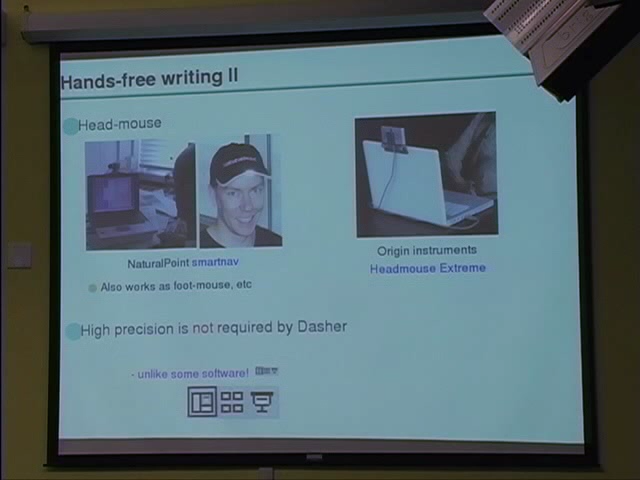 Hands-free writing II
Head-mouse
NaturalPoint smartnav
Origin instruments
Headmouse Extreme
Also works as foot-mouse, etc
High precision is not required by Dasher
- unlike some software!